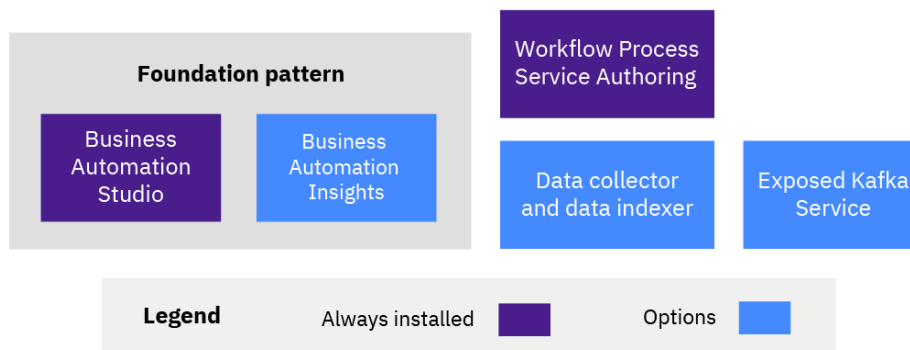 Foundation pattern
Business
Automation
Studio
Business
Automation
Insights
Workflow Process
Service Authoring
Data collector
and data indexer
Exposed Kafka
Service
Legend
Always installed
Options